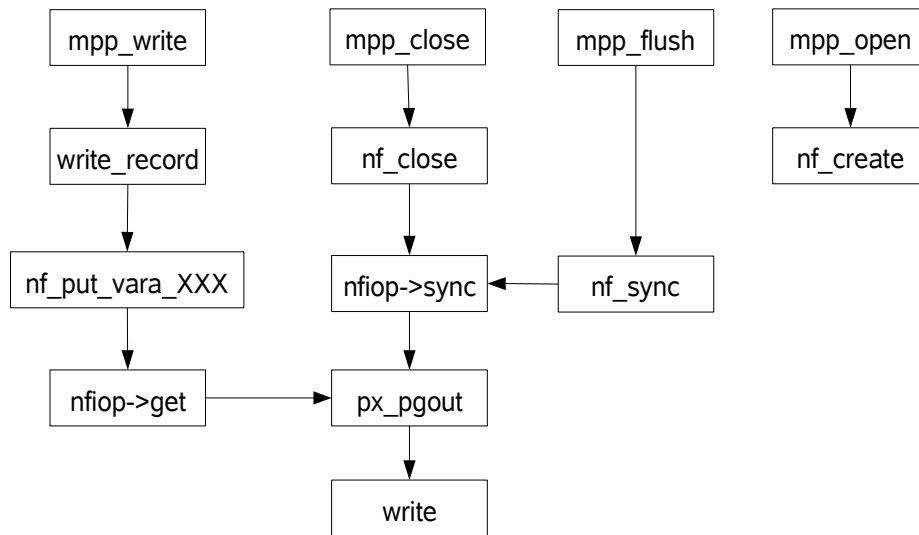 mpp_write
mpp_close
mpp_flush
mpp_open
write_record
nf_close
nf_create
nf_put_vara_XXX
nfiop->sync
nf_sync
nfiop->get
px_pgout
write